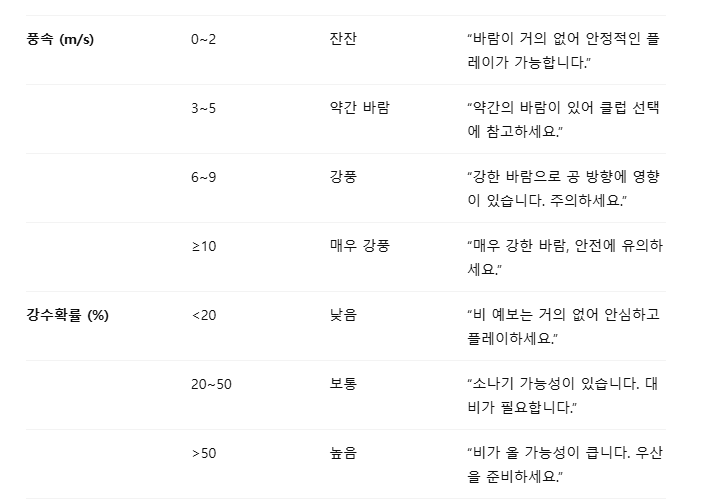 풍속 (m/s) 0~2 잔잔 “바람이 거의 없어 안정적인 플
레이가 가능합니다.”
3~5 약간 바람 “약간의 바람이 있어 클럽 선택
에 참고하세요.”
6~9 강풍 “강한 바람으로 공 방향에 영향
이 있습니다. 주의하세요.”
≥10 매우 강풍 “매우 강한 바람, 안전에 유의하
세요.”
강수확률 (%) <20 낮음 “비 예보는 거의 없어 안심하고
플레이하세요.”
20~50 보통 “소나기 가능성이 있습니다. 대
비가 필요합니다.”
>50 높음 “비가 올 가능성이 큽니다. 우산
을 준비하세요.”